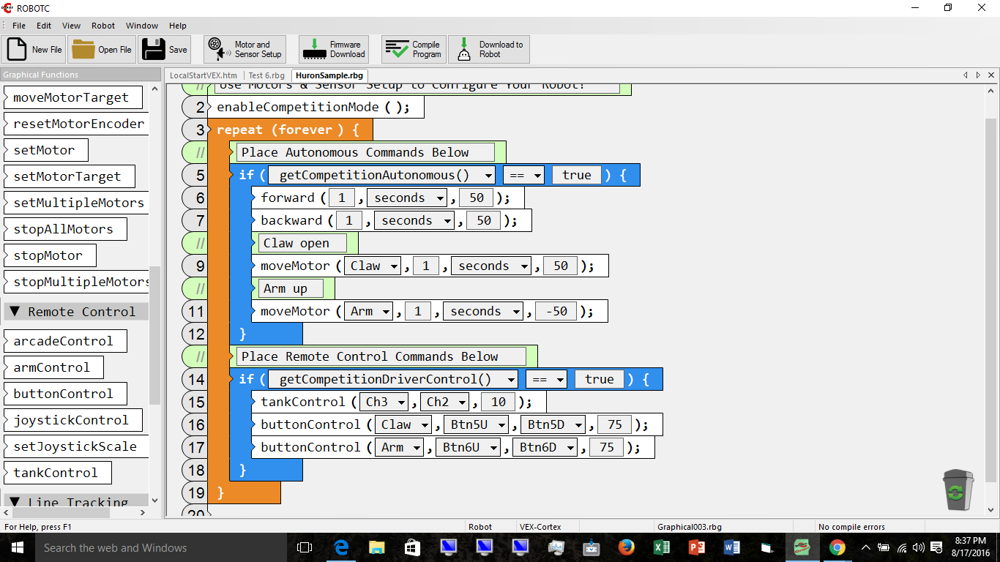 ROBOTC
File Edit View Robot Window Help
New File Open File Save Motor and Sensor Setup Firmware Download Compile Program Download to Robot
Graphical Functions
LocalStartVEX.htm Test 6.rbg HuronSample.rbg
moveMotorTarget
resetMotorEncoder
setMotor
setMotorTarget
setMultipleMotors
stopAllMotors
stopMotor
stopMultipleMotors
▼ Remote Control
arcadeControl
armControl
buttonControl
joystickControl
setJoystickScale
tankControl
▼ Line Tracking
// Use Motors & Sensor Setup to Configure Your Robot!
2 enableCompetitionMode ( );
3 repeat (forever ) {
// Place Autonomous Commands Below
5 if ( getCompetitionAutonomous() == true ) {
6 forward ( 1 , seconds , 50 );
7 backward ( 1 , seconds , 50 );
// Claw open
9 moveMotor ( Claw , 1 , seconds , 50 );
// Arm up
11 moveMotor ( Arm , 1 , seconds , -50 );
12 }
// Place Remote Control Commands Below
14 if ( getCompetitionDriverControl() == true ) {
15 tankControl ( Ch3 , Ch2 , 10 );
16 buttonControl ( Claw , Btn5U , Btn5D , 75 );
17 buttonControl ( Arm , Btn6U , Btn6D , 75 );
18 }
19 }
20
For Help, press F1 Robot VEX-Cortex Graphical003.rbg No compile errors
Search the web and Windows
8:37 PM
8/17/2016